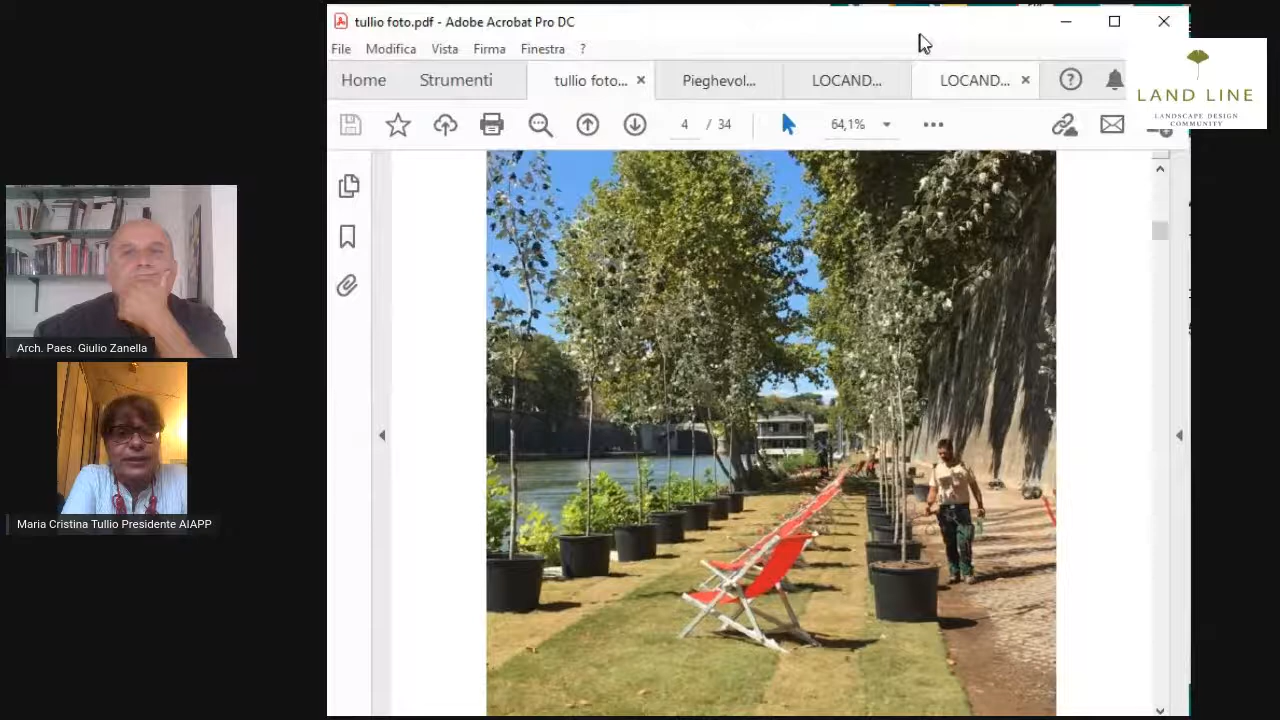 tullio foto.pdf - Adobe Acrobat Pro DC
File Modifica Vista Firma Finestra ?
Home Strumenti tullio foto... Pieghevol... LOCAND... LOCAND...
4 / 34 64,1%
LAND LINE
LANDSCAPE DESIGN
COMMUNITY
Arch. Paes. Giulio Zanella
Maria Cristina Tullio Presidente AIAPP